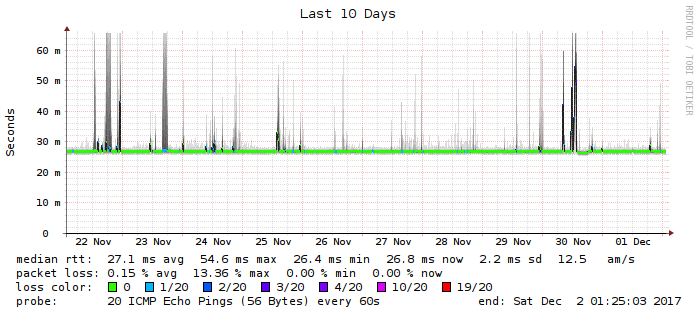 Last 10 Days
RRDTOOL / TOBI OETIKER
Seconds
60 m
50 m
40 m
30 m
20 m
10 m
0
22 Nov 23 Nov 24 Nov 25 Nov 26 Nov 27 Nov 28 Nov 29 Nov 30 Nov 01 Dec
median rtt: 27.1 ms avg 54.6 ms max 26.4 ms min 26.8 ms now 2.2 ms sd 12.5 am/s
packet loss: 0.15 % avg 13.36 % max 0.00 % min 0.00 % now
loss color: 0 1/20 2/20 3/20 4/20 10/20 19/20
probe: 20 ICMP Echo Pings (56 Bytes) every 60s end: Sat Dec 2 01:25:03 2017